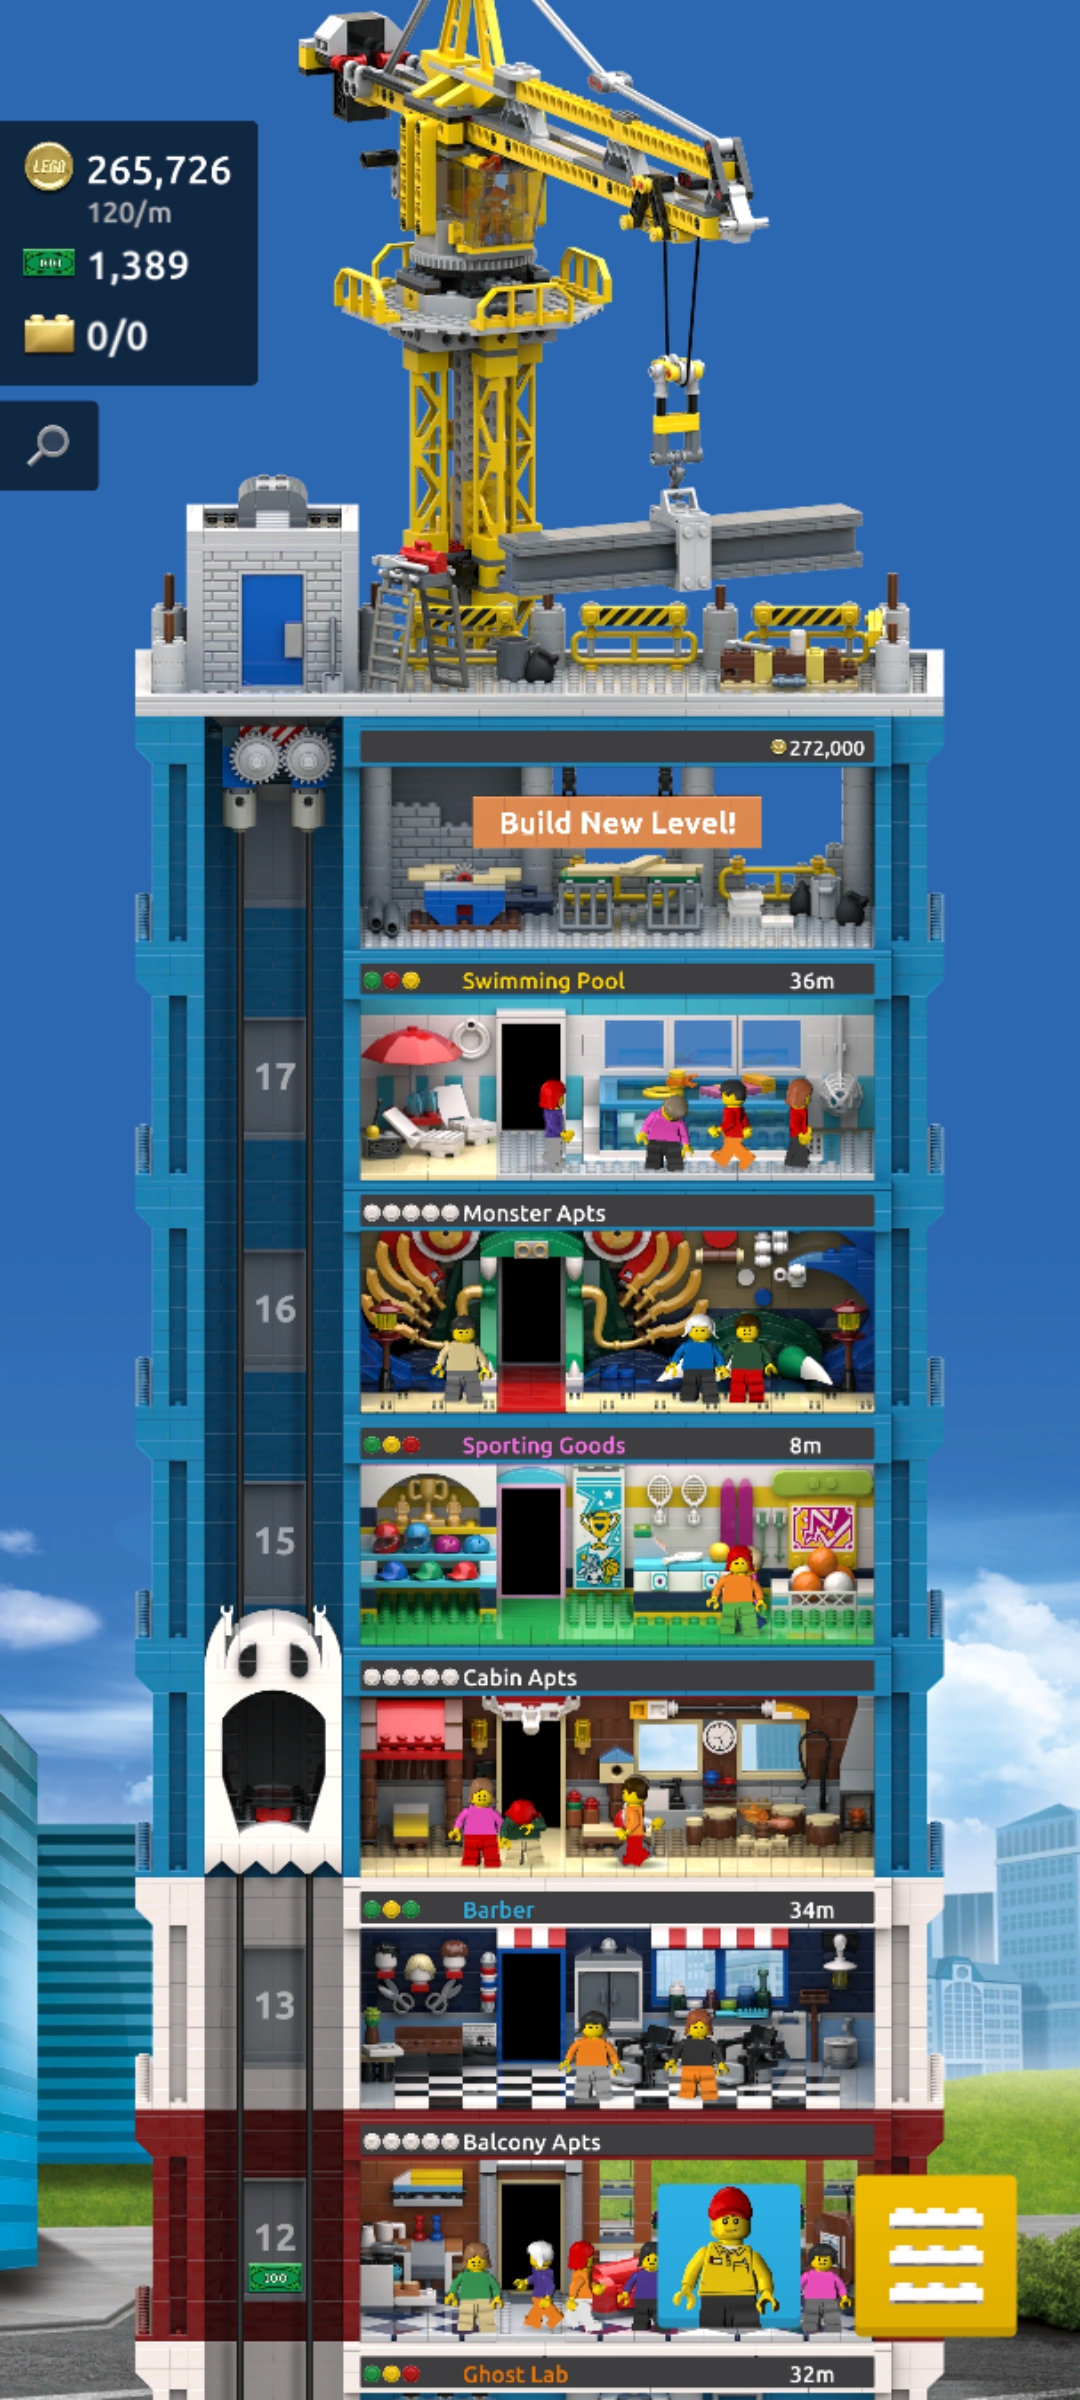 LEGO 265,726
120/m
1,389
0/0
272,000
Build New Level!
Swimming Pool 36m
17
Monster Apts
16
Sporting Goods 8m
15
N
Cabin Apts
Barber 34m
13
Balcony Apts
12
100
Ghost Lab 32m